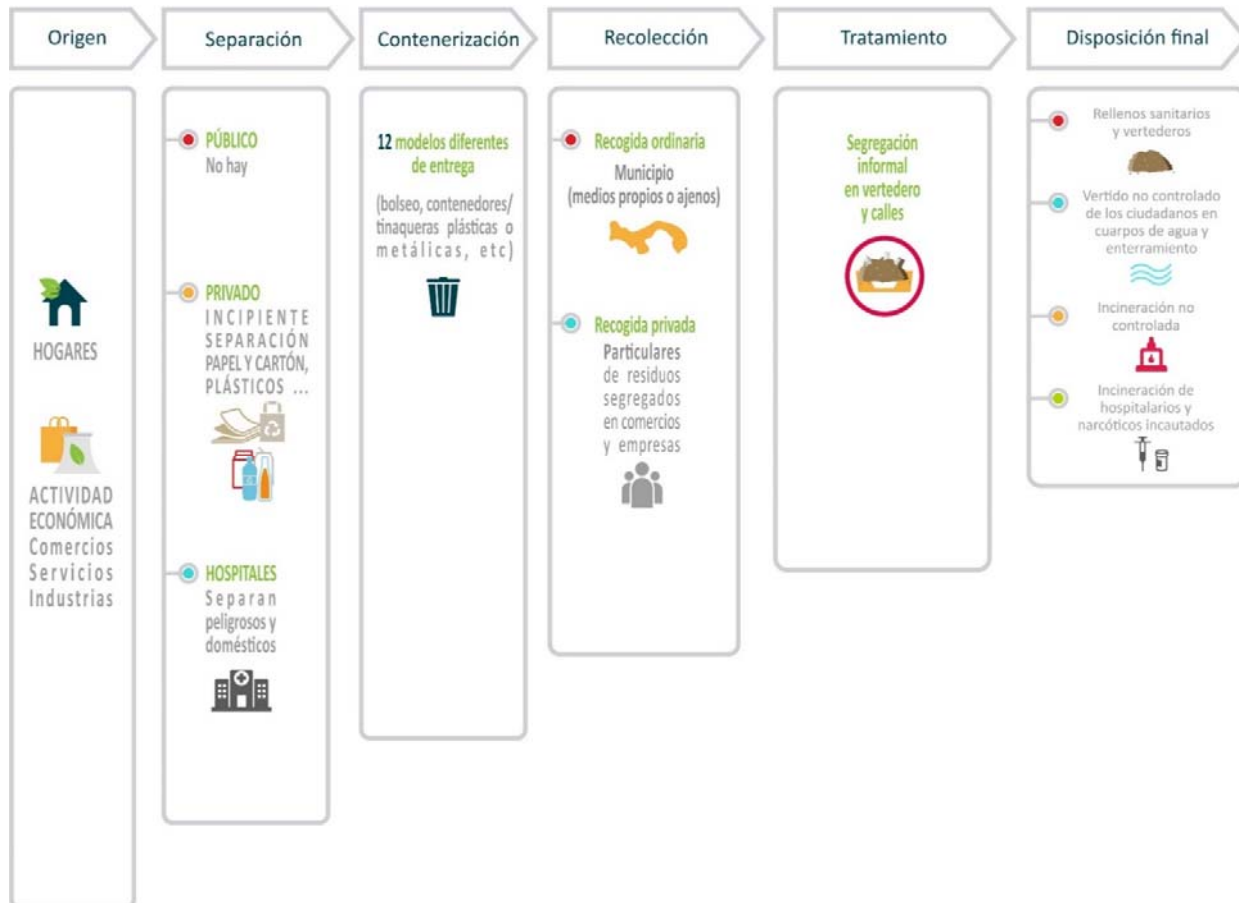 Origen
Separación
Contenerización
Recolección
Tratamiento
Disposición final
HOGARES
ACTIVIDAD
ECONÓMICA
Comercios
Servicios
Industrias
PÚBLICO
No hay
PRIVADO
INCIPIENTE
SEPARACIÓN
PAPEL Y CARTÓN,
PLÁSTICOS ...
HOSPITALES
Separan
peligrosos y
domésticos
12 modelos diferentes
de entrega
(bolseo, contenedores/
tinaqueras plásticas o
metálicas, etc)
Recogida ordinaria
Municipio
(medios propios o ajenos)
Recogida privada
Particulares
de residuos
segregados
en comercios
y empresas
Segregación
informal
en vertedero
y calles
Rellenos sanitarios
y vertederos
Vertido no controlado
de los ciudadanos en
cuarpos de agua y
enterramiento
Incineración no
controlada
Incineración de
hospitalarios y
narcóticos incautados